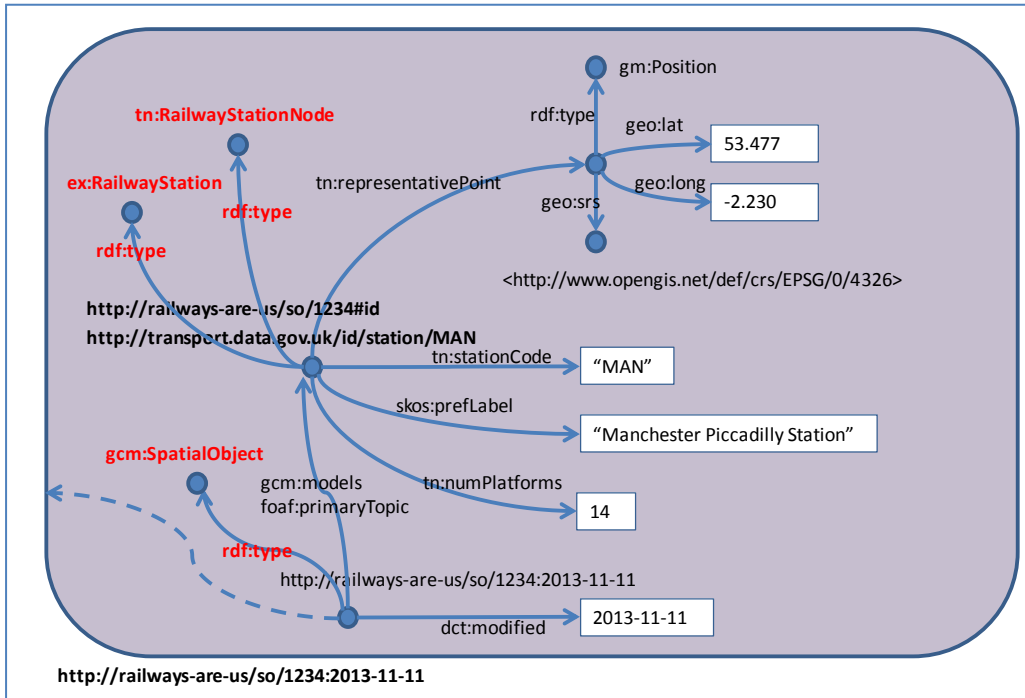 gm:Position
tn:RailwayStationNode
rdf:type
geo:lat
53.477
ex:RailwayStation
tn:representativePoint
geo:long
-2.230
rdf:type
geo:srs
rdf:type
<http://www.opengis.net/def/crs/EPSG/0/4326>
http://railways-are-us/so/1234#id
http://transport.data.gov.uk/id/station/MAN
tn:stationCode
“MAN”
skos:prefLabel
“Manchester Piccadilly Station”
gcm:SpatialObject
gcm:models
foaf:primaryTopic
tn:numPlatforms
14
rdf:type
http://railways-are-us/so/1234:2013-11-11
dct:modified
2013-11-11
http://railways-are-us/so/1234:2013-11-11